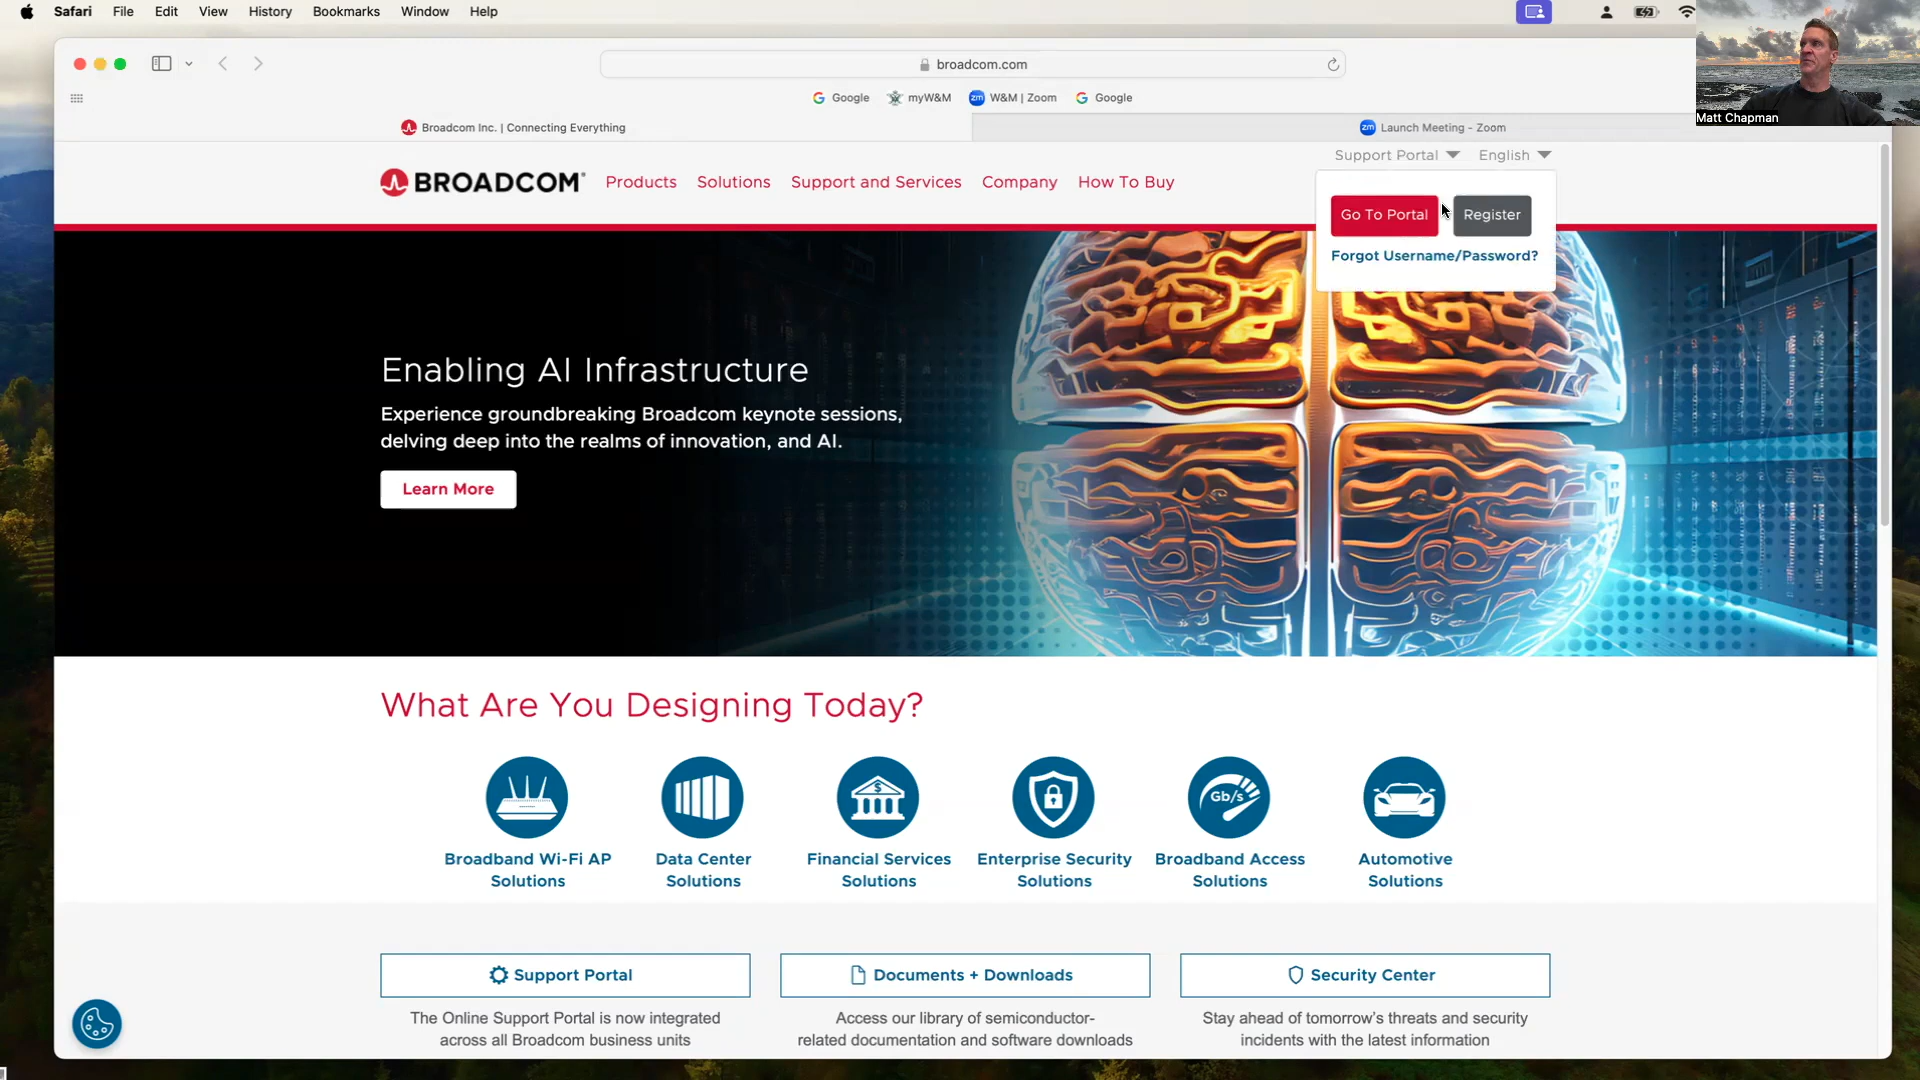 Safari File Edit View History Bookmarks Window Help
broadcom.com
Google myW&M zm W&M | Zoom Google
Broadcom Inc. | Connecting Everything
zm Launch Meeting - Zoom
Matt Chapman
Support Portal English
BROADCOM Products Solutions Support and Services Company How To Buy
Go To Portal Register
Forgot Username/Password?
Enabling AI Infrastructure
Experience groundbreaking Broadcom keynote sessions,
delving deep into the realms of innovation, and AI.
Learn More
What Are You Designing Today?
Gb/s
Broadband Wi-Fi AP
Solutions
Data Center
Solutions
Financial Services
Solutions
Enterprise Security
Solutions
Broadband Access
Solutions
Automotive
Solutions
Support Portal
The Online Support Portal is now integrated
across all Broadcom business units
Documents + Downloads
Access our library of semiconductor-
related documentation and software downloads
Security Center
Stay ahead of tomorrow's threats and security
incidents with the latest information